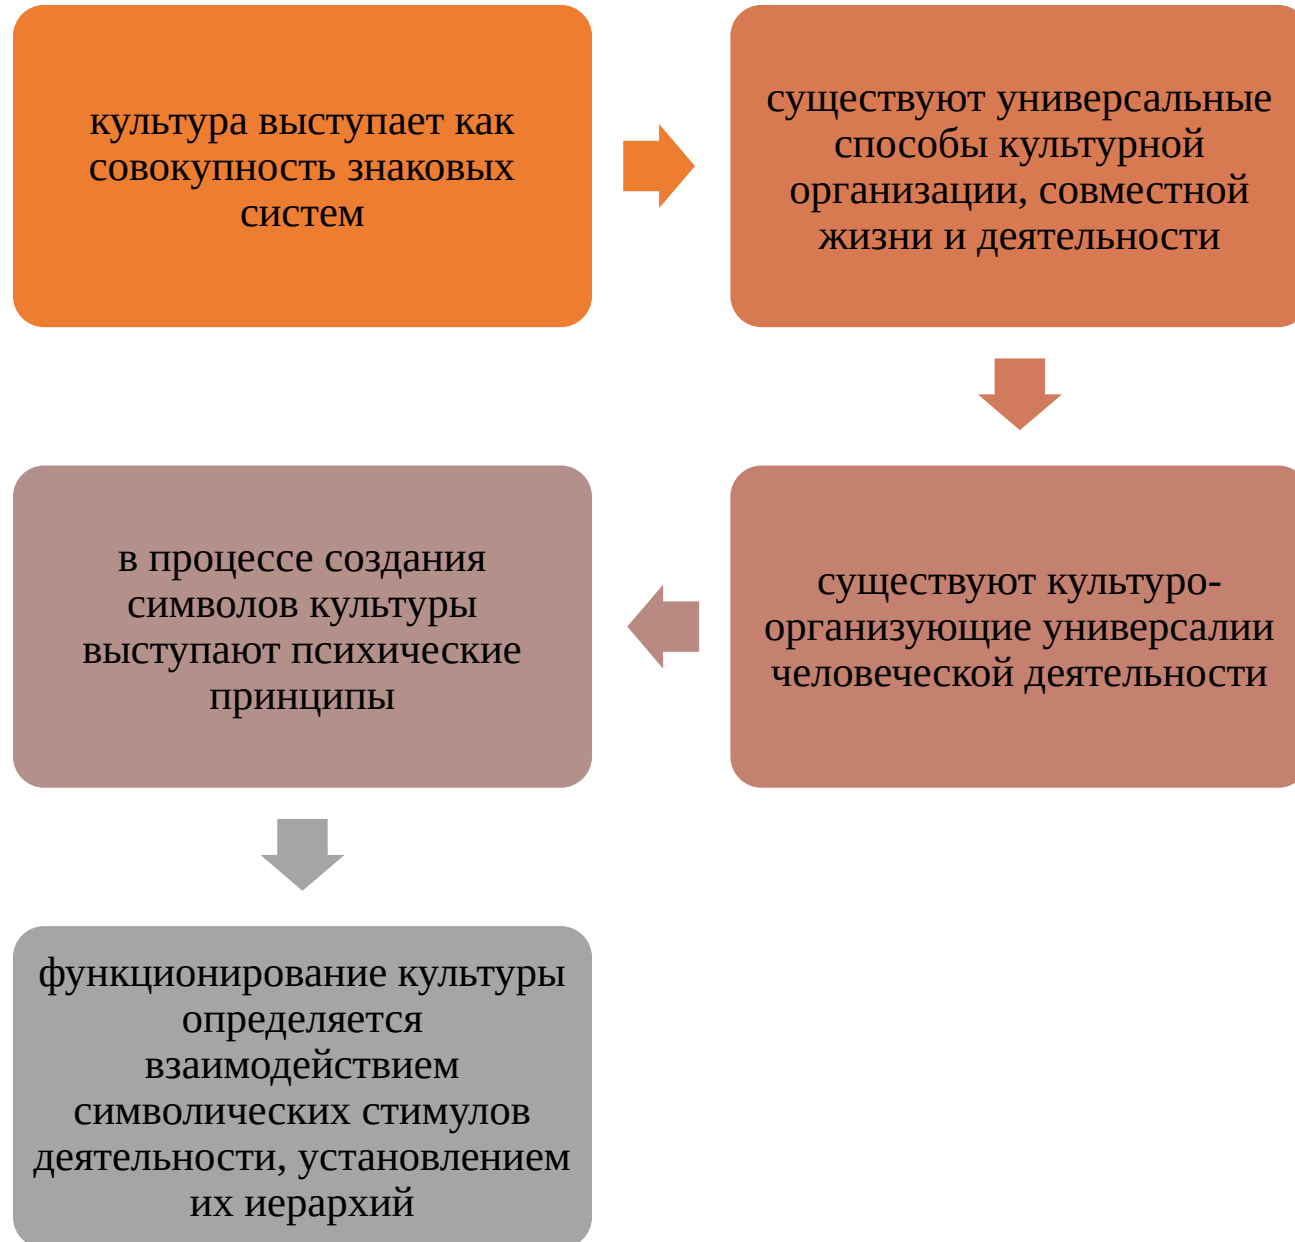 культура выступает как
совокупность знаковых
систем
существуют универсальные
способы культурной
организации, совместной
жизни и деятельности
существуют культуро-
организующие универсалии
человеческой деятельности
в процессе создания
символов культуры
выступают психические
принципы
функционирование культуры
определяется
взаимодействием
символических стимулов
деятельности, установлением
их иерархий